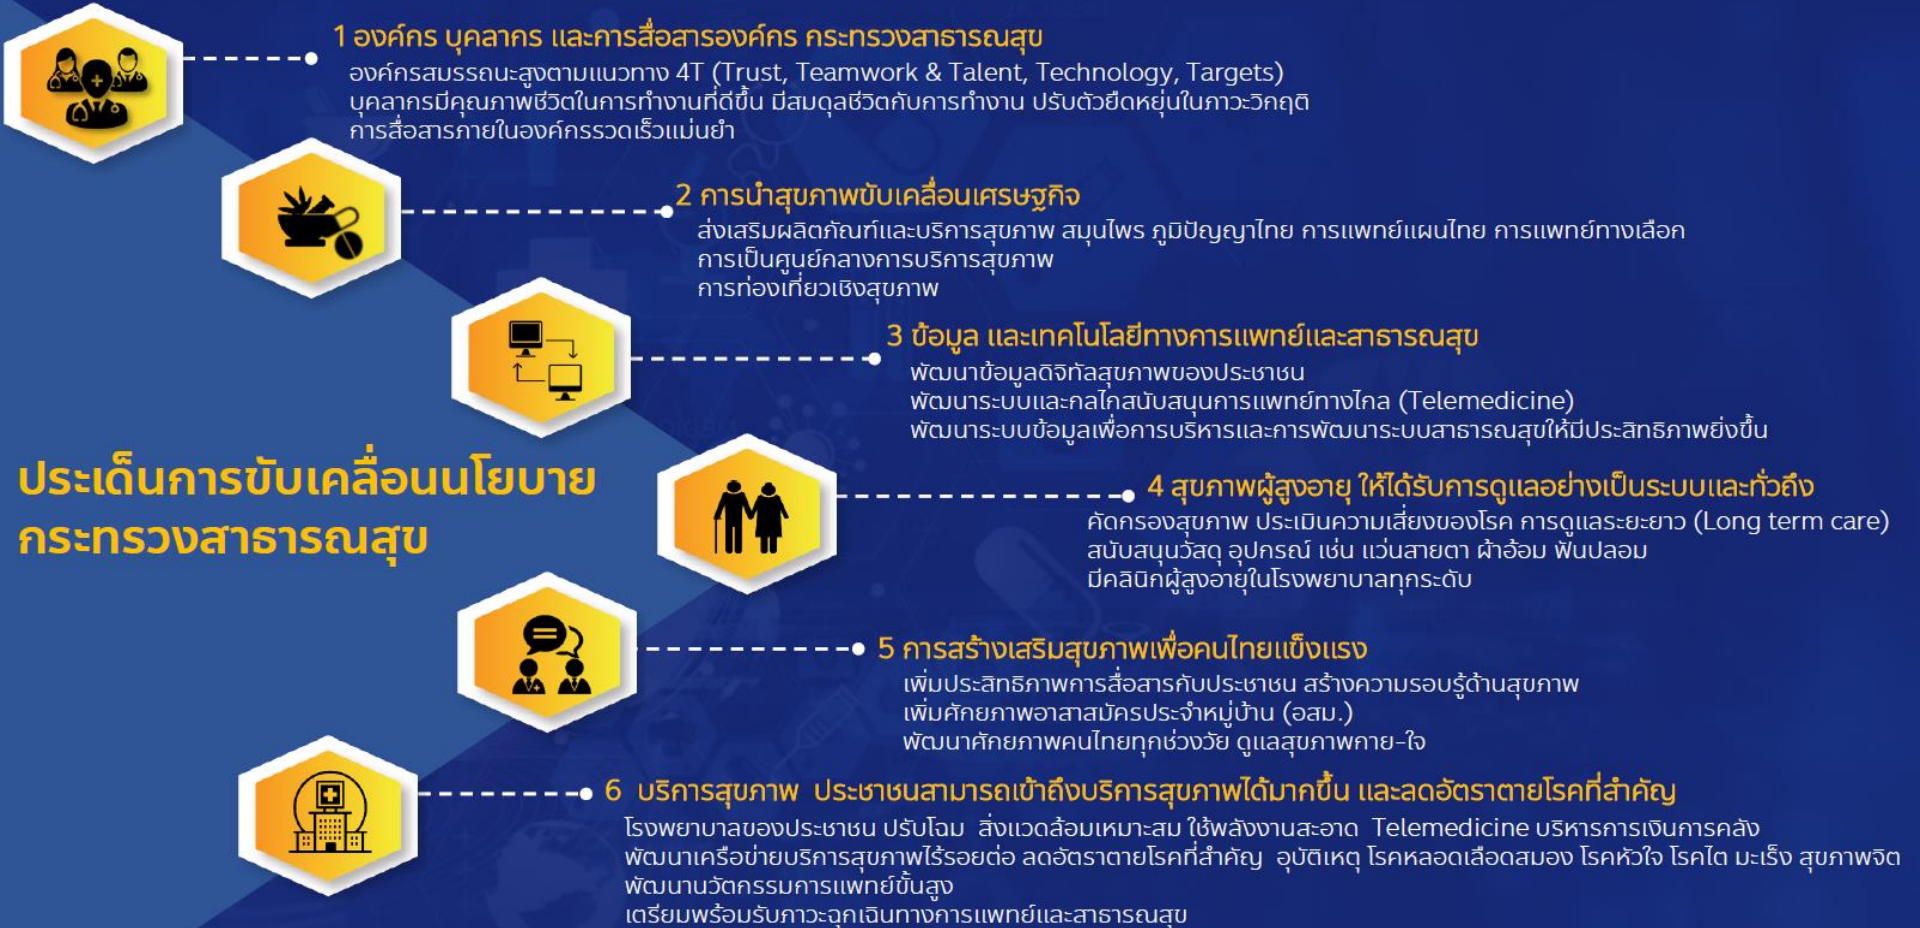 1 องค์กร บุคลากร และการสื่อสารองค์กร กระทรวงสาธารณสุข
องค์กรสมรรถนะสูงตามแนวทาง 4T (Trust, Teamwork & Talent, Technology, Targets)
บุคลากรมีคุณภาพชีวิตในการทำงานที่ดีขึ้น มีสมดุลชีวิตกับการทำงาน ปรับตัวยืดหยุ่นในภาวะวิกฤติ
การสื่อสารภายในองค์กรรวดเร็วแม่นยำ
2 การนำสุขภาพขับเคลื่อนเศรษฐกิจ
ส่งเสริมผลิตภัณฑ์และบริการสุขภาพ สมุนไพร ภูมิปัญญาไทย การแพทย์แผนไทย การแพทย์ทางเลือก
การเป็นศูนย์กลางการบริการสุขภาพ
การท่องเที่ยวเชิงสุขภาพ
3 ข้อมูล และเทคโนโลยีทางการแพทย์และสาธารณสุข
พัฒนาข้อมูลดิจิทัลสุขภาพของประชาชน
พัฒนาระบบและกลไกสนับสนุนการแพทย์ทางไกล (Telemedicine)
พัฒนาระบบข้อมูลเพื่อการบริหารและการพัฒนาระบบสาธารณสุขให้มีประสิทธิภาพยิ่งขึ้น
ประเด็นการขับเคลื่อนนโยบาย
กระทรวงสาธารณสุข
4 สุขภาพผู้สูงอายุ ให้ได้รับการดูแลอย่างเป็นระบบและทั่วถึง
คัดกรองสุขภาพ ประเมินความเสี่ยงของโรค การดูแลระยะยาว (Long term care)
สนับสนุนวัสดุ อุปกรณ์ เช่น แว่นสายตา ผ้าอ้อม ฟันปลอม
มีคลินิกผู้สูงอายุในโรงพยาบาลทุกระดับ
5 การสร้างเสริมสุขภาพเพื่อคนไทยแข็งแรง
เพิ่มประสิทธิภาพการสื่อสารกับประชาชน สร้างความรอบรู้ด้านสุขภาพ
เพิ่มศักยภาพอาสาสมัครประจำหมู่บ้าน (อสม.)
พัฒนาศักยภาพคนไทยทุกช่วงวัย ดูแลสุขภาพกาย-ใจ
6 บริการสุขภาพ ประชาชนสามารถเข้าถึงบริการสุขภาพได้มากขึ้น และลดอัตราตายโรคที่สำคัญ
โรงพยาบาลของประชาชน ปรับโฉม สิ่งแวดล้อมเหมาะสม ใช้พลังงานสะอาด Telemedicine บริหารการเงินการคลัง
พัฒนาเครือข่ายบริการสุขภาพไร้รอยต่อ ลดอัตราตายโรคที่สำคัญ อุบัติเหตุ โรคหลอดเลือดสมอง โรคหัวใจ โรคไต มะเร็ง สุขภาพจิต
พัฒนานวัตกรรมการแพทย์ขั้นสูง
เตรียมพร้อมรับภาวะฉุกเฉินทางการแพทย์และสาธารณสุข